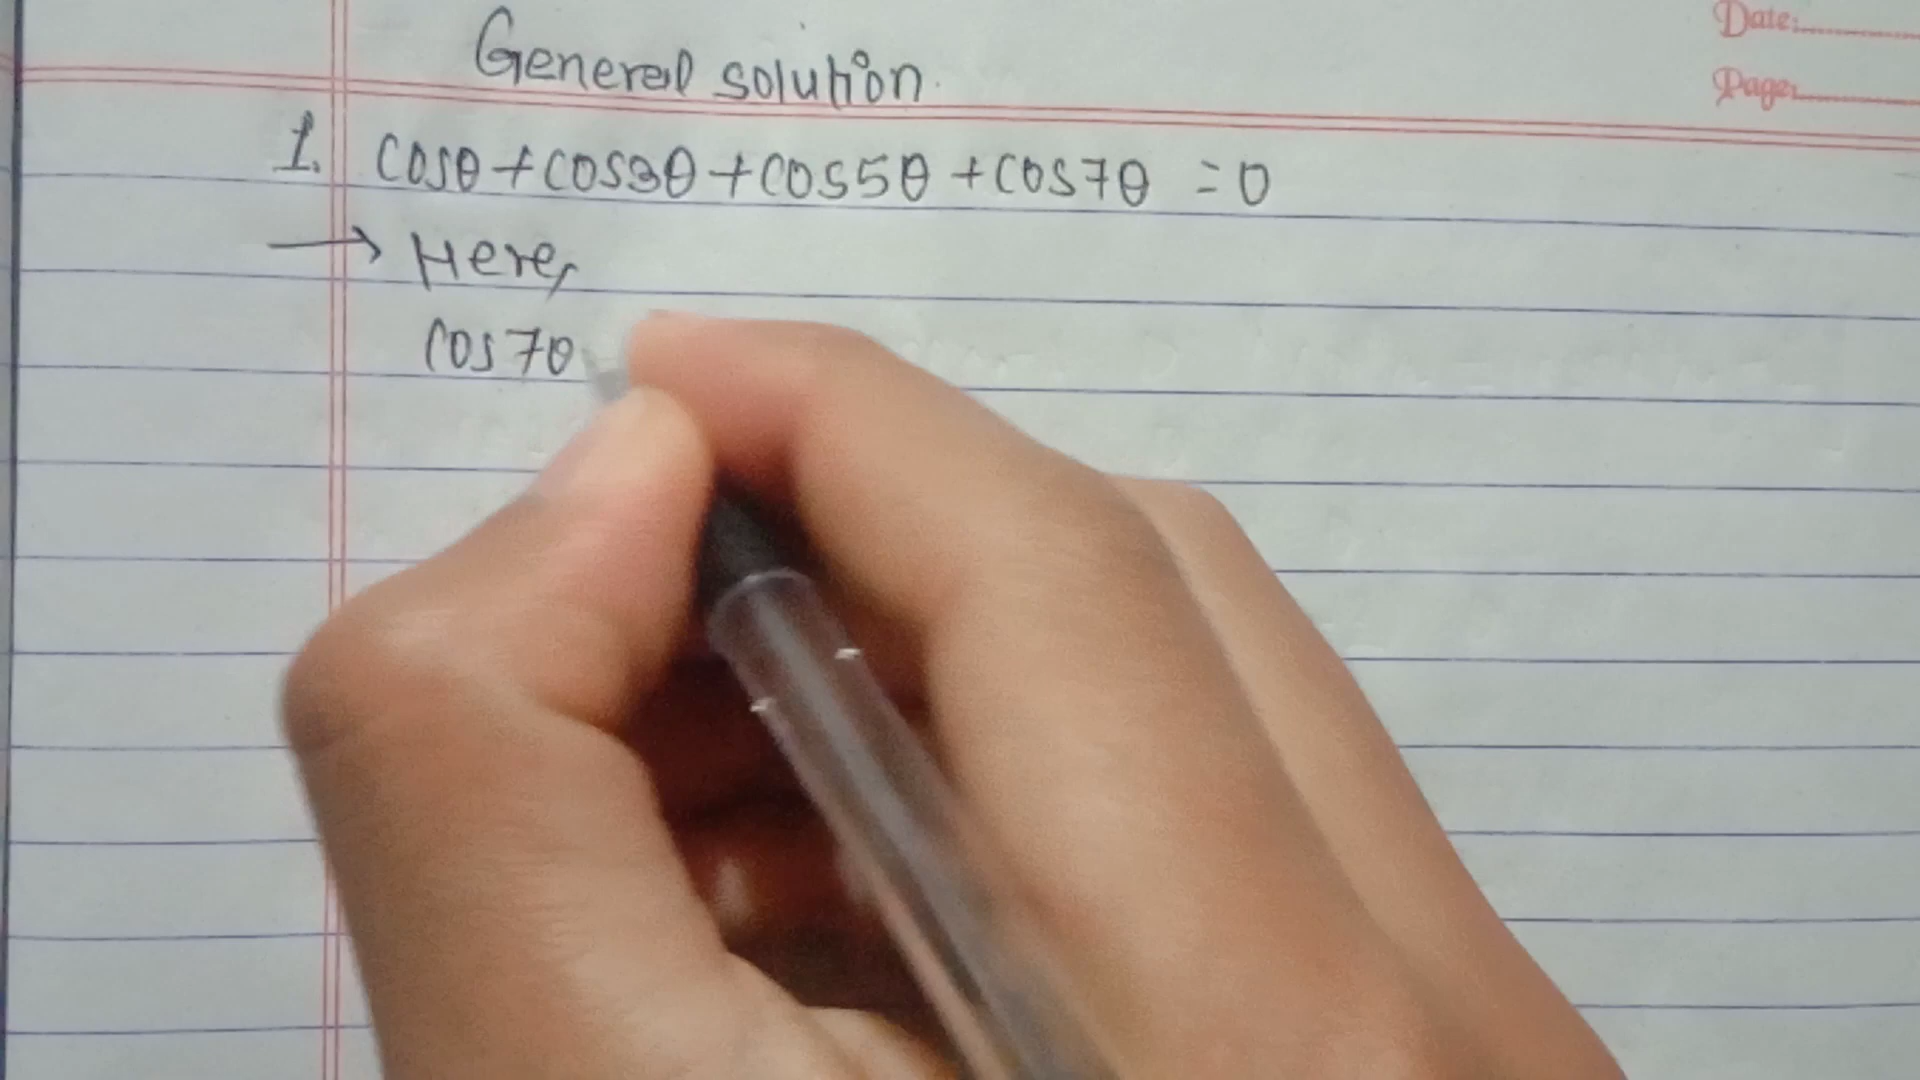 Date:
Page:
General solution.
1. cosθ + cos3θ + cos5θ + cos7θ = 0
→ Here,
cos7θ